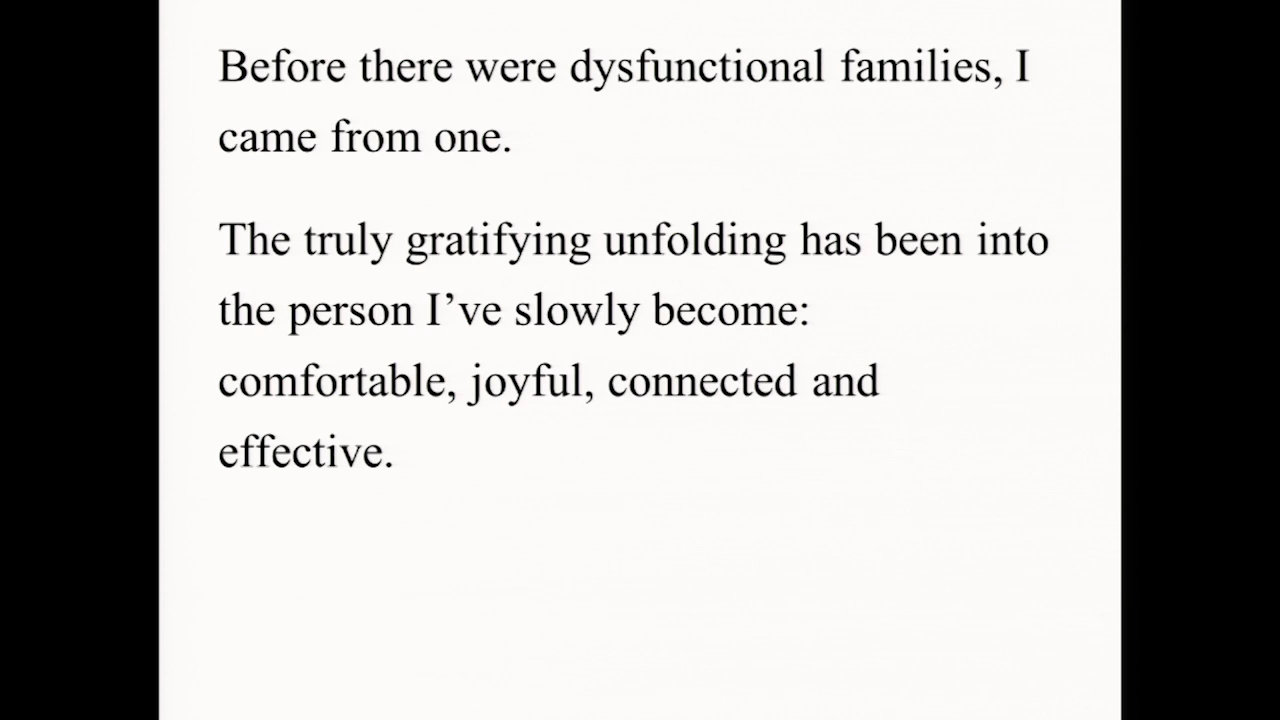 Before there were dysfunctional families, I
came from one.
The truly gratifying unfolding has been into
the person I’ve slowly become:
comfortable, joyful, connected and
effective.